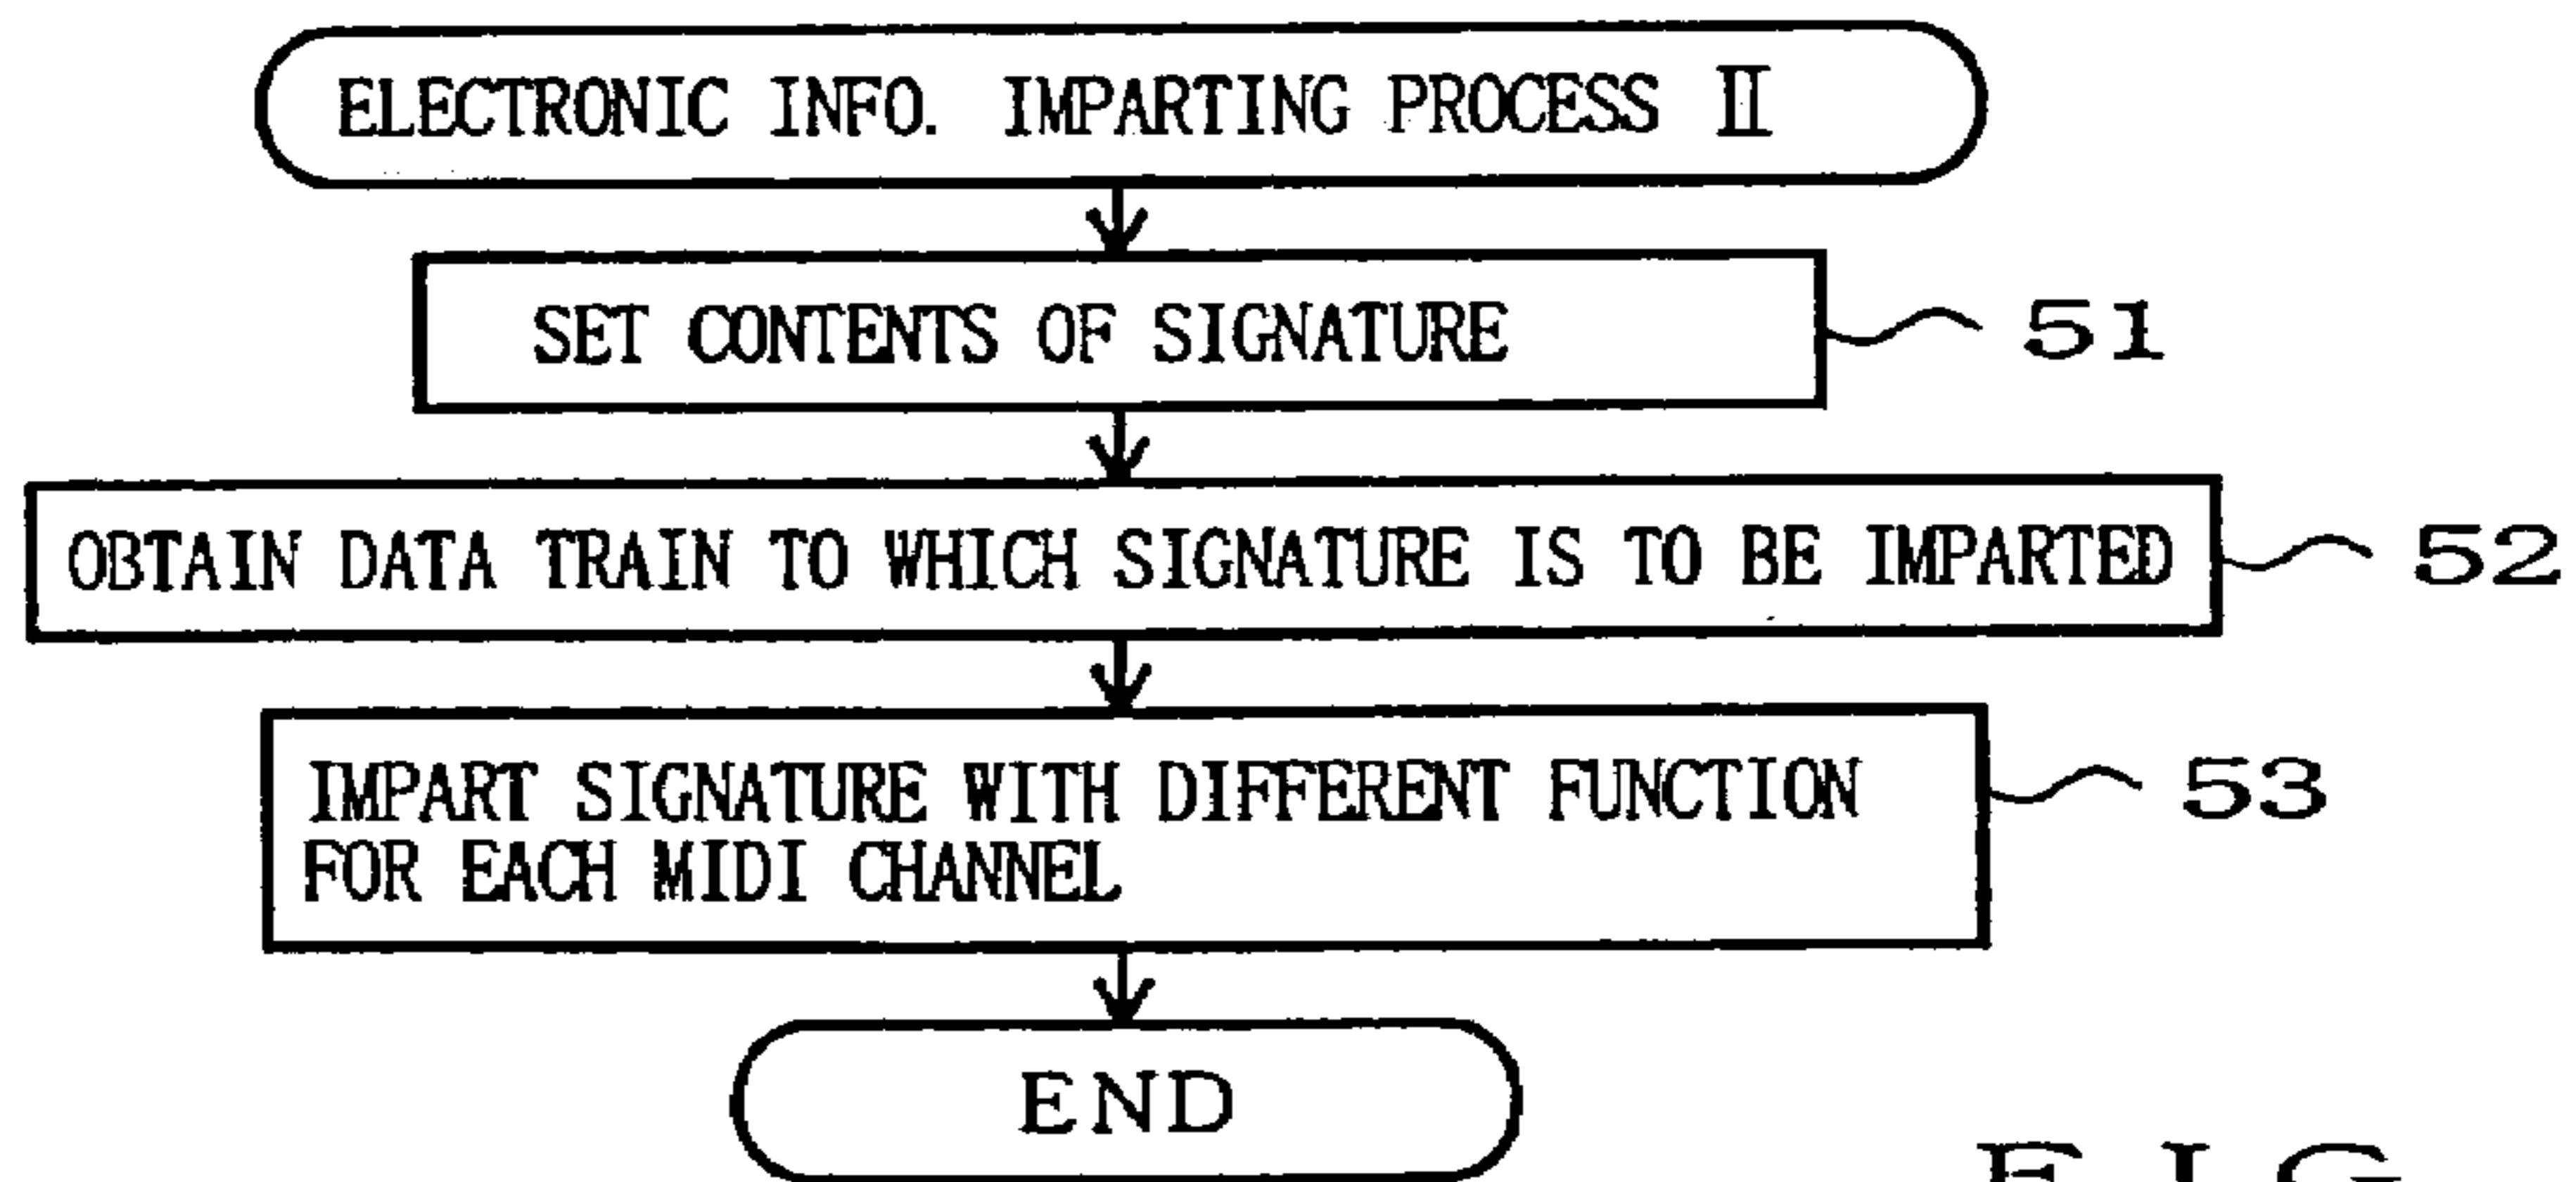 ELECTRONIC INFO. IMPARTING PROCESS II
SET CONTENTS OF SIGNATURE
51
OBTAIN DATA TRAIN TO WHICH SIGNATURE IS TO BE IMPARTED
52
IMPART SIGNATURE WITH DIFFERENT FUNCTION
FOR EACH MIDI CHANNEL
53
END
FIG